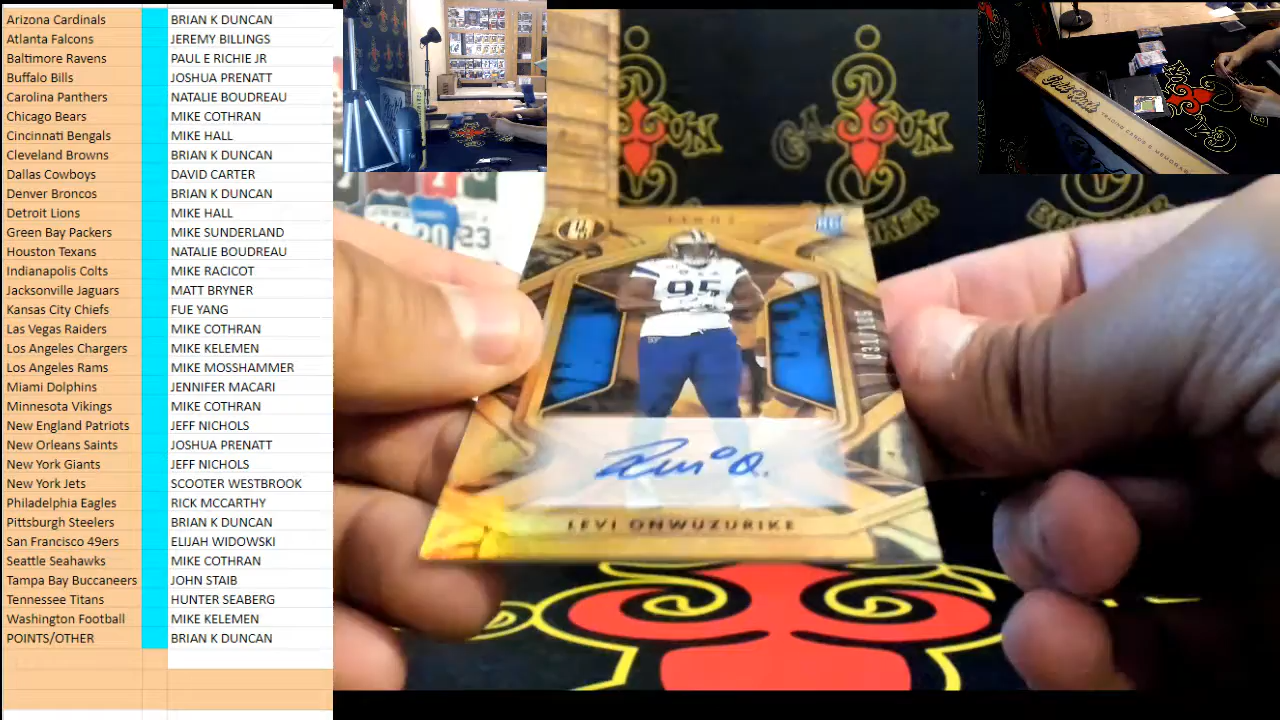 Arizona Cardinals BRIAN K DUNCAN
Atlanta Falcons JEREMY BILLINGS
Baltimore Ravens PAUL E RICHIE JR
Buffalo Bills JOSHUA PRENATT
Carolina Panthers NATALIE BOUDREAU
Chicago Bears MIKE COTHRAN
Cincinnati Bengals MIKE HALL
Cleveland Browns BRIAN K DUNCAN
Dallas Cowboys DAVID CARTER
Denver Broncos BRIAN K DUNCAN
Detroit Lions MIKE HALL
Green Bay Packers MIKE SUNDERLAND
Houston Texans NATALIE BOUDREAU
Indianapolis Colts MIKE RACICOT
Jacksonville Jaguars MATT BRYNER
Kansas City Chiefs FUE YANG
Las Vegas Raiders MIKE COTHRAN
Los Angeles Chargers MIKE KELEMEN
Los Angeles Rams MIKE MOSSHAMMER
Miami Dolphins JENNIFER MACARI
Minnesota Vikings MIKE COTHRAN
New England Patriots JEFF NICHOLS
New Orleans Saints JOSHUA PRENATT
New York Giants JEFF NICHOLS
New York Jets SCOOTER WESTBROOK
Philadelphia Eagles RICK MCCARTHY
Pittsburgh Steelers BRIAN K DUNCAN
San Francisco 49ers ELIJAH WIDOWSKI
Seattle Seahawks MIKE COTHRAN
Tampa Bay Buccaneers JOHN STAIB
Tennessee Titans HUNTER SEABERG
Washington Football MIKE KELEMEN
POINTS/OTHER BRIAN K DUNCAN
20 23
95
LEVI ONWUZURIKE